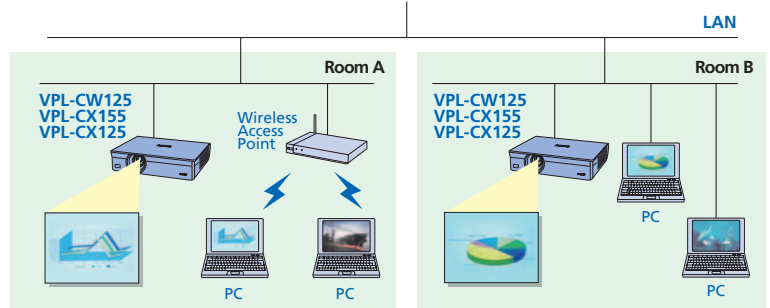 LAN
Room A
VPL-CW125
VPL-CX155
VPL-CX125
Wireless
Access
Point
PC
PC
Room B
VPL-CW125
VPL-CX155
VPL-CX125
PC
PC